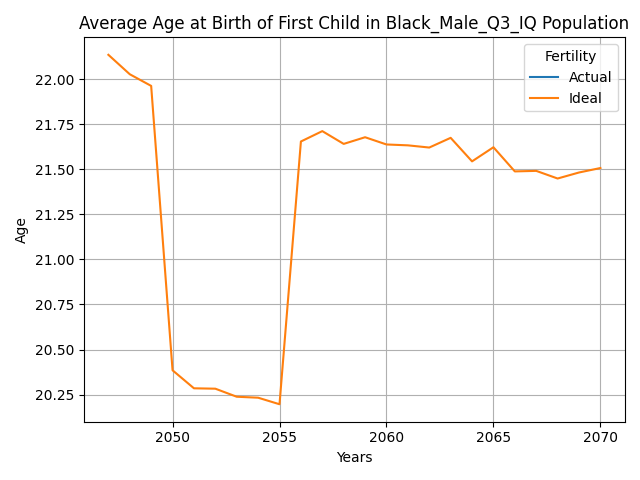 Average Age at Birth of First Child in Black_Male_Q3_IQ Population
Fertility
Actual
Ideal
22.00
21.75
21.50
21.25
21.00
20.75
20.50
20.25
Age
2050 2055 2060 2065 2070
Years